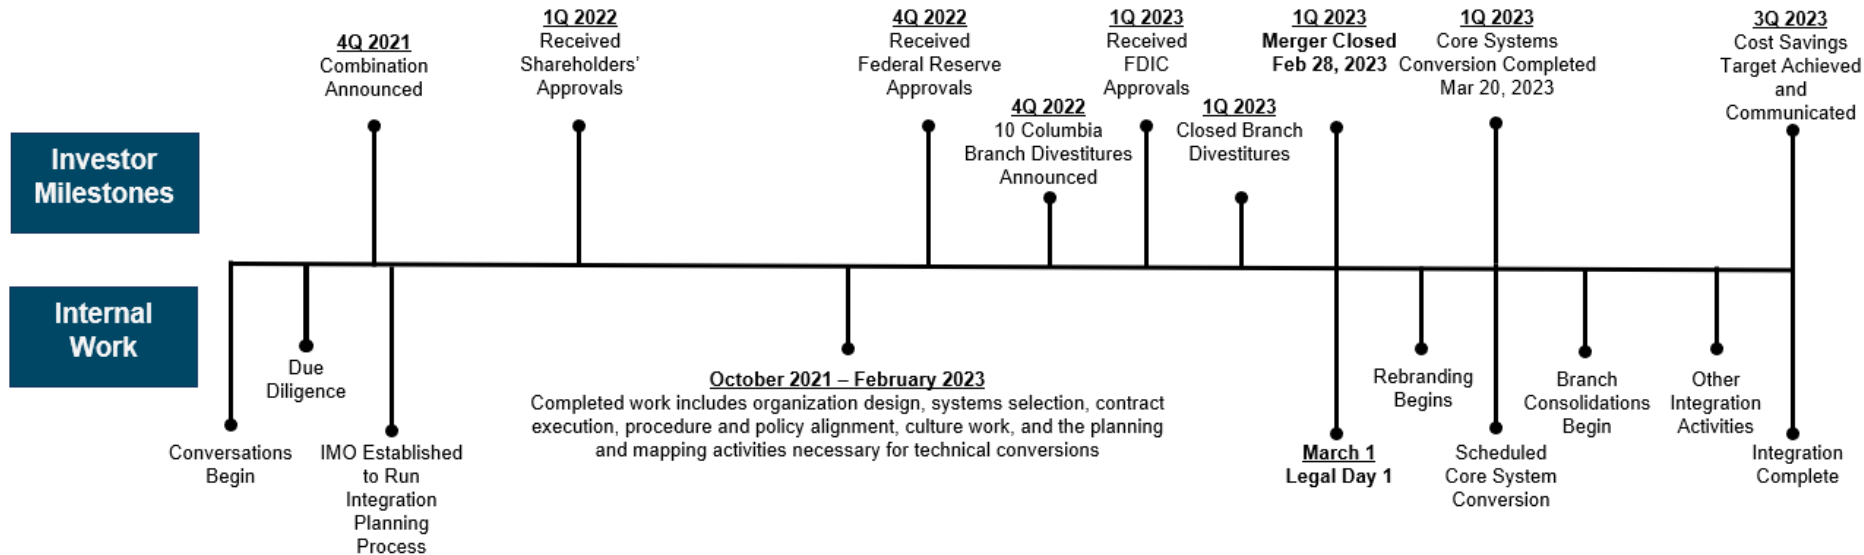 Investor
Milestones
4Q 2021
Combination
Announced
1Q 2022
Received
Shareholders'
Approvals
4Q 2022
Received
Federal Reserve
Approvals
4Q 2022
10 Columbia
Branch Divestitures
Announced
1Q 2023
Received
FDIC
Approvals
1Q 2023
Closed Branch
Divestitures
1Q 2023
Merger Closed
Feb 28, 2023
1Q 2023
Core Systems
Conversion Completed
Mar 20, 2023
3Q 2023
Cost Savings
Target Achieved
and
Communicated
Internal
Work
Conversations
Begin
Due
Diligence
IMO Established
to Run
Integration
Planning
Process
October 2021 – February 2023
Completed work includes organization design, systems selection, contract
execution, procedure and policy alignment, culture work, and the planning
and mapping activities necessary for technical conversions
March 1
Legal Day 1
Rebranding
Begins
Scheduled
Core System
Conversion
Branch
Consolidations
Begin
Other
Integration
Activities
Integration
Complete